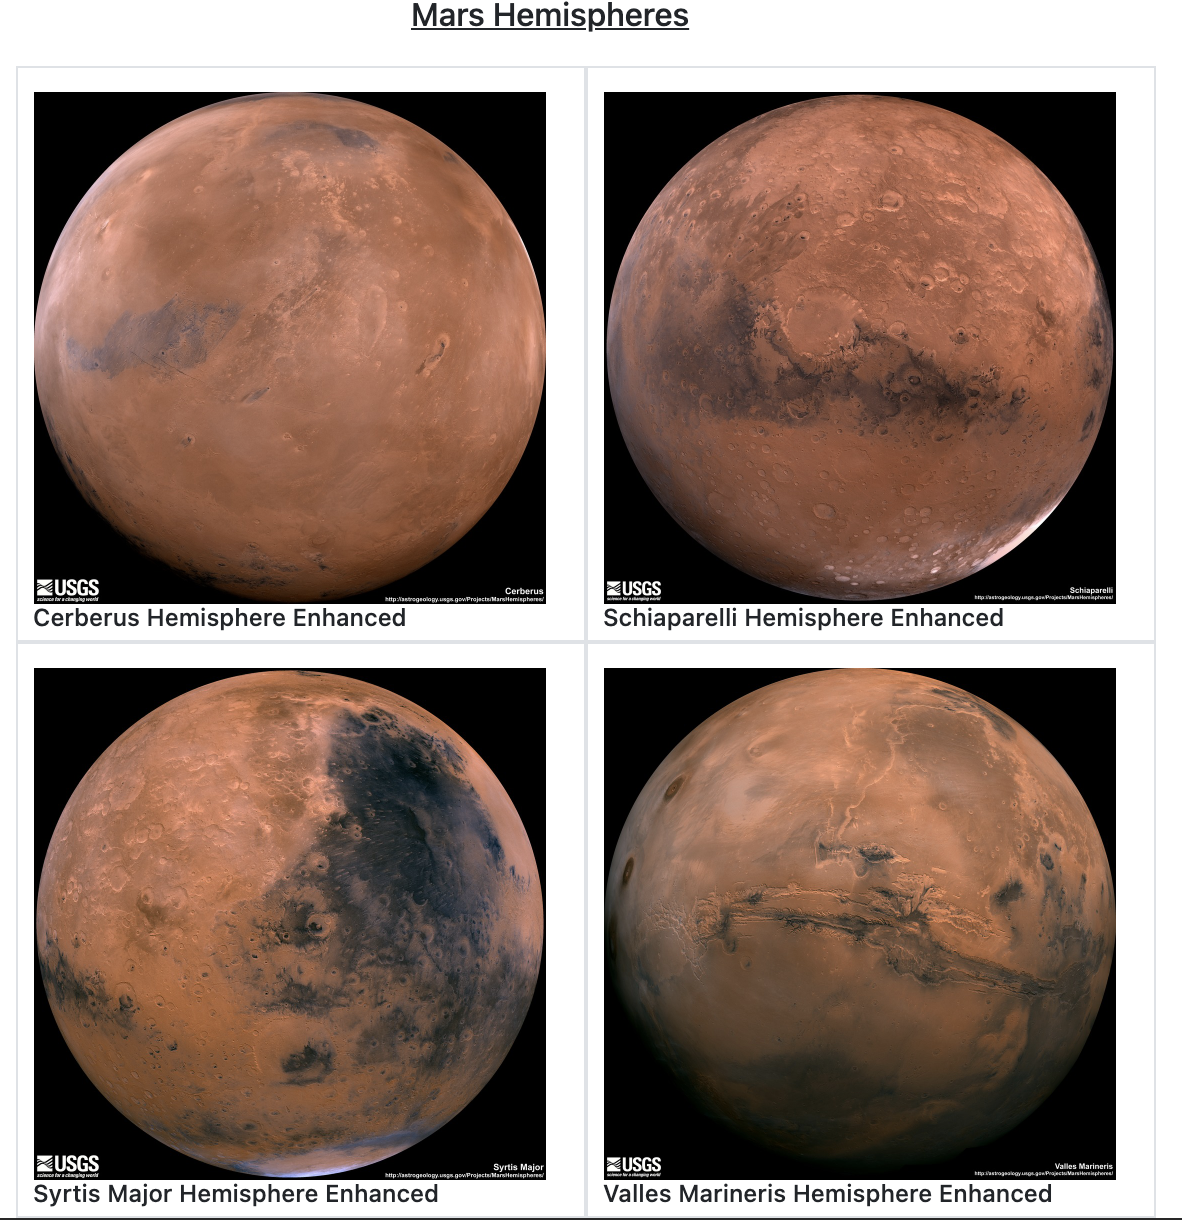 Mars Hemispheres
USGS
science for a changing world
Cerberus
http://astrogeology.usgs.gov/Projects/MarsHemispheres/
Cerberus Hemisphere Enhanced
USGS
science for a changing world
Schiaparelli
http://astrogeology.usgs.gov/Projects/MarsHemispheres/
Schiaparelli Hemisphere Enhanced
USGS
science for a changing world
Syrtis Major
http://astrogeology.usgs.gov/Projects/MarsHemispheres/
Syrtis Major Hemisphere Enhanced
USGS
science for a changing world
Valles Marineris
http://astrogeology.usgs.gov/Projects/MarsHemispheres/
Valles Marineris Hemisphere Enhanced